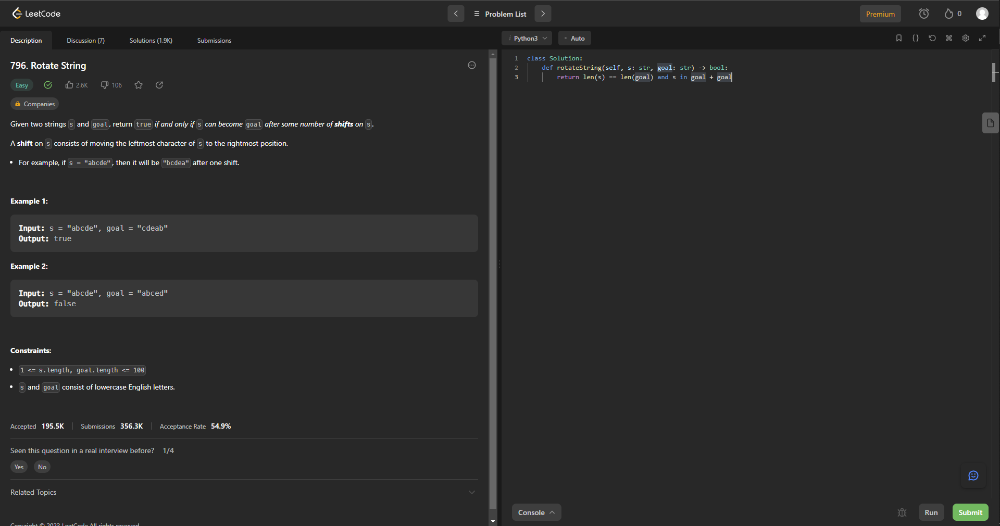 LeetCode
Problem List
Premium
0
Description
Discussion (7)
Solutions (1.9K)
Submissions
796. Rotate String
Easy
2.6K
106
Companies
Given two strings s and goal, return true if and only if s can become goal after some number of shifts on s.
A shift on s consists of moving the leftmost character of s to the rightmost position.
• For example, if s = "abcde", then it will be "bcdea" after one shift.
Example 1:
Input: s = "abcde", goal = "cdeab"
Output: true
Example 2:
Input: s = "abcde", goal = "abced"
Output: false
Constraints:
• 1 <= s.length, goal.length <= 100
• s and goal consist of lowercase English letters.
Accepted 195.5K
Submissions 356.3K
Acceptance Rate 54.9%
Seen this question in a real interview before? 1/4
Yes
No
Related Topics
Copyright © 2023 LeetCode All rights reserved
i Python3
• Auto
{}
1 class Solution:
2 def rotateString(self, s: str, goal: str) -> bool:
3 return len(s) == len(goal) and s in goal + goal
Console
Run
Submit